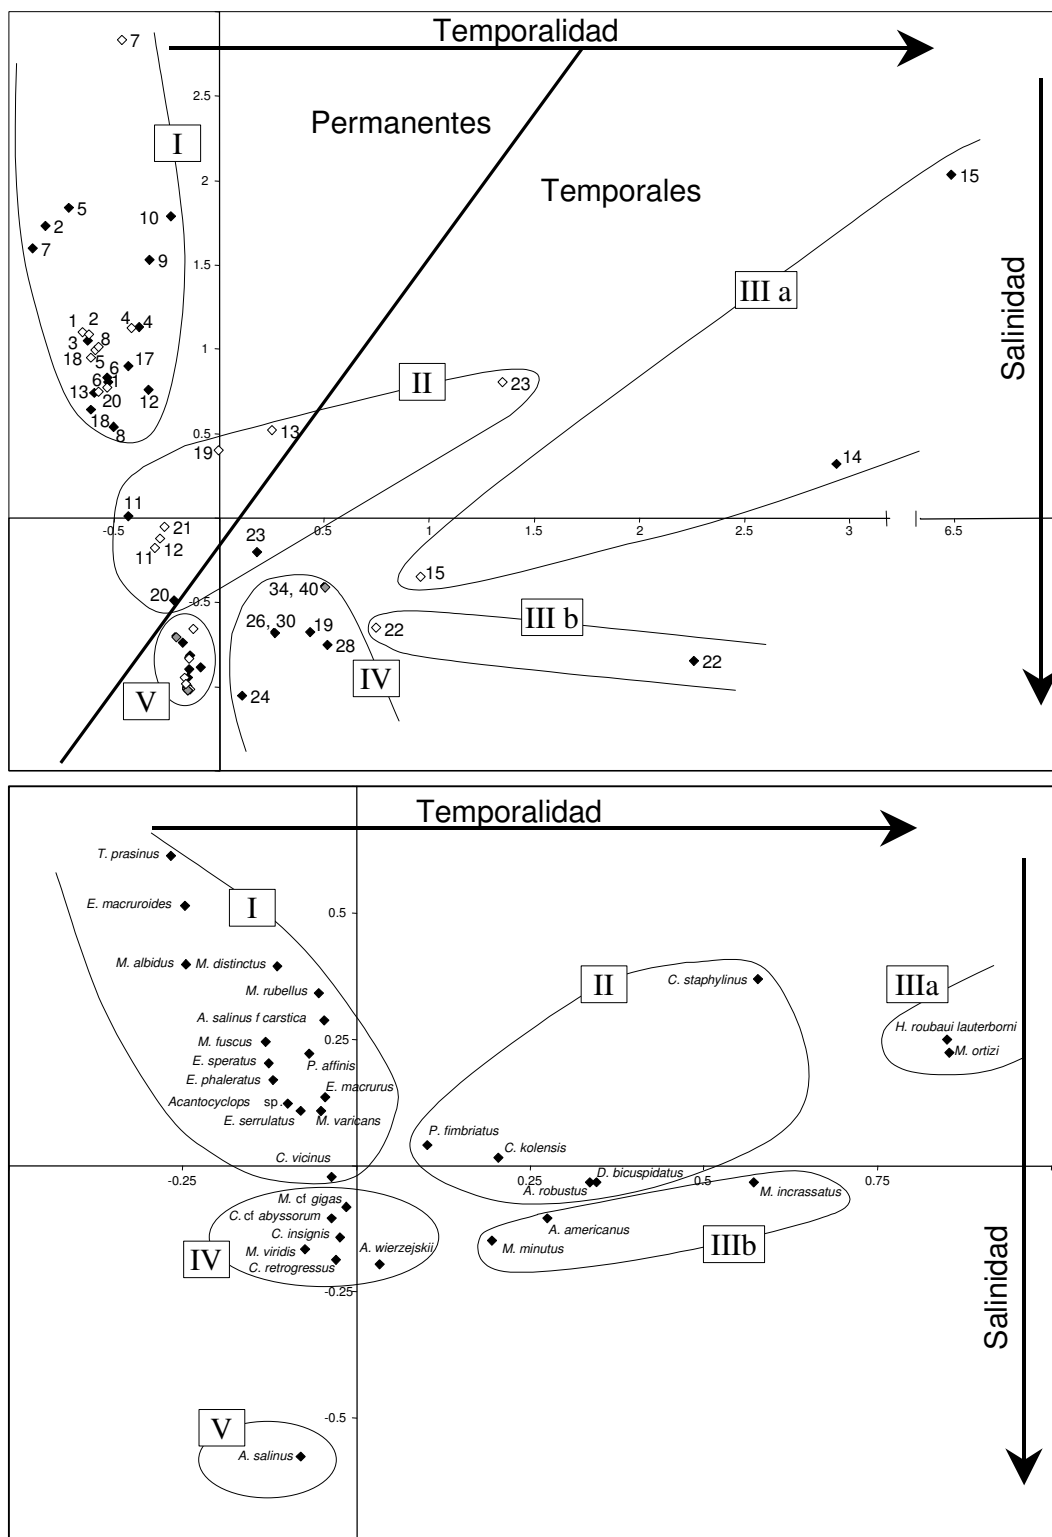 Temporalidad
7
2.5
Permanentes
I
2
Temporales
15
5
10
2
7
9
1.5
Salinidad
III a
1 2
4 4
3
8
18 5
6
17
1
II
23
6 1
13
20
12
18
8
0.5
13
19
14
11
-0.5
0.5
1
1.5
2
2.5
3
6.5
21
12
11
23
15
20
-0.5
34, 40
26, 30
19
28
22
III b
22
IV
24
V
Temporalidad
T. prasinus
E. macruroides
I
0.5
M. albidus
M. distinctus
M. rubellus
II
C. staphylinus
IIIa
A. salinus f carstica
H. roubaui lauterborni
M. fuscus
0.25
M. ortizi
E. speratus
P. affinis
E. phaleratus
E. macrurus
Acantocyclops sp.
E. serrulatus
M. varicans
P. fimbriatus
C. kolensis
C. vicinus
-0.25
0.25
D. bicuspidatus
0.5
0.75
A. robustus
M. incrassatus
M. cf gigas
C. cf abyssorum
A. americanus
C. insignis
M. minutus
IIIb
M. viridis
A. wierzejskii
IV
C. retrogressus
-0.25
Salinidad
V
-0.5
A. salinus